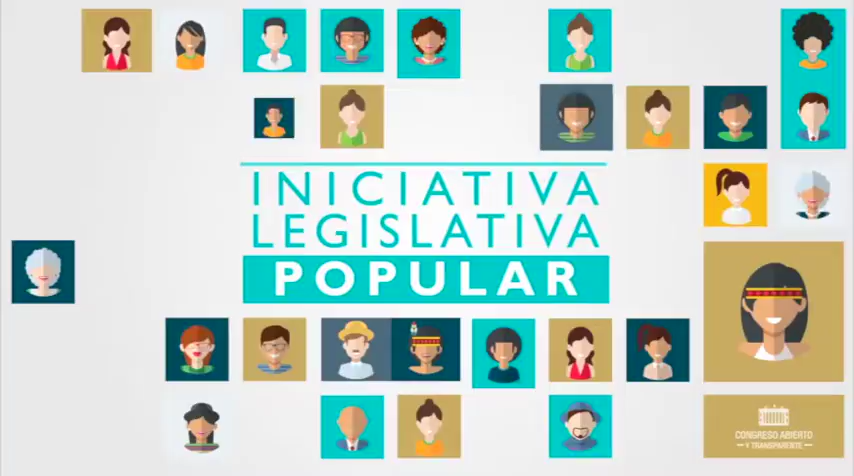 INICIATIVA
LEGISLATIVA
POPULAR
CONGRESO ABIERTO
Y TRANSPARENTE